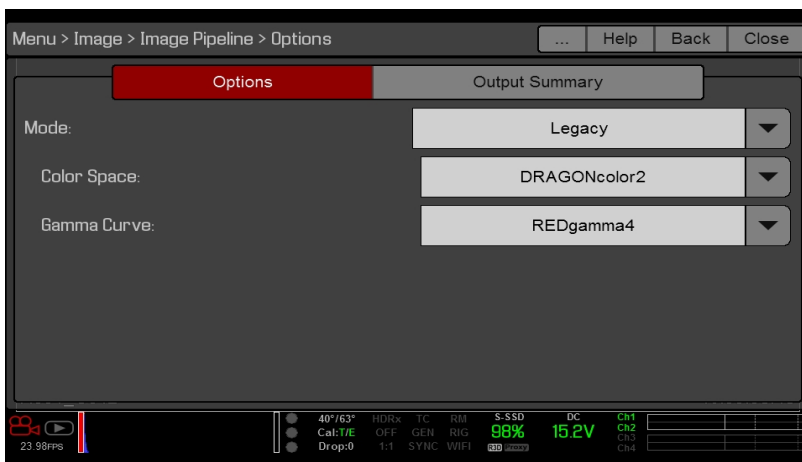 Menu > Image > Image Pipeline > Options
... Help Back Close
Options Output Summary
Mode: Legacy
Color Space: DRAGONcolor2
Gamma Curve: REDgamma4
40°/63° HDRx TC RM S-SSD DC Ch1
Cal:T/E OFF GEN RIG 98% 15.2V Ch2
Ch3
23.98FPS Drop:0 1:1 SYNC WIFI R3D Proxy Ch4